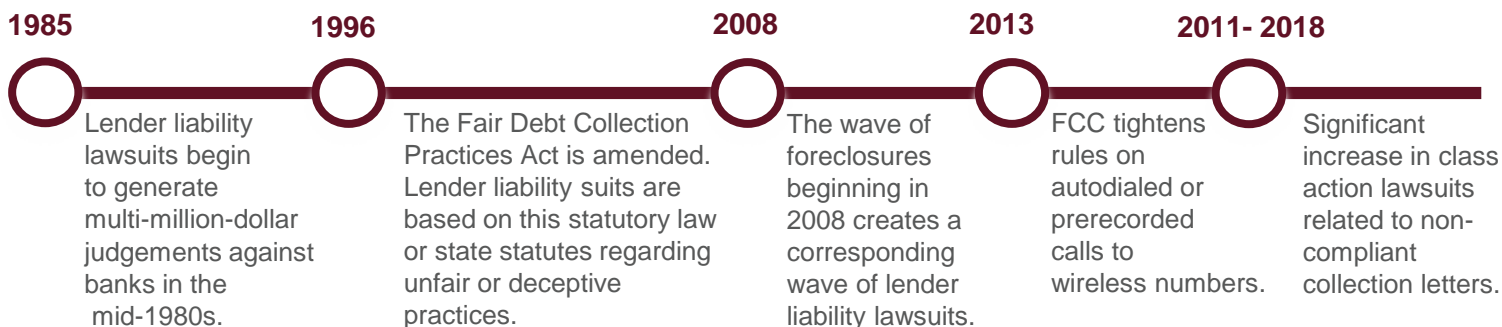 1985
Lender liability
lawsuits begin
to generate
multi-million-dollar
judgements against
banks in the
mid-1980s.
1996
The Fair Debt Collection
Practices Act is amended.
Lender liability suits are
based on this statutory law
or state statutes regarding
unfair or deceptive
practices.
2008
The wave of
foreclosures
beginning in
2008 creates a
corresponding
wave of lender
liability lawsuits.
2013
FCC tightens
rules on
autodialed or
prerecorded
calls to
wireless numbers.
2011- 2018
Significant
increase in class
action lawsuits
related to non-
compliant
collection letters.